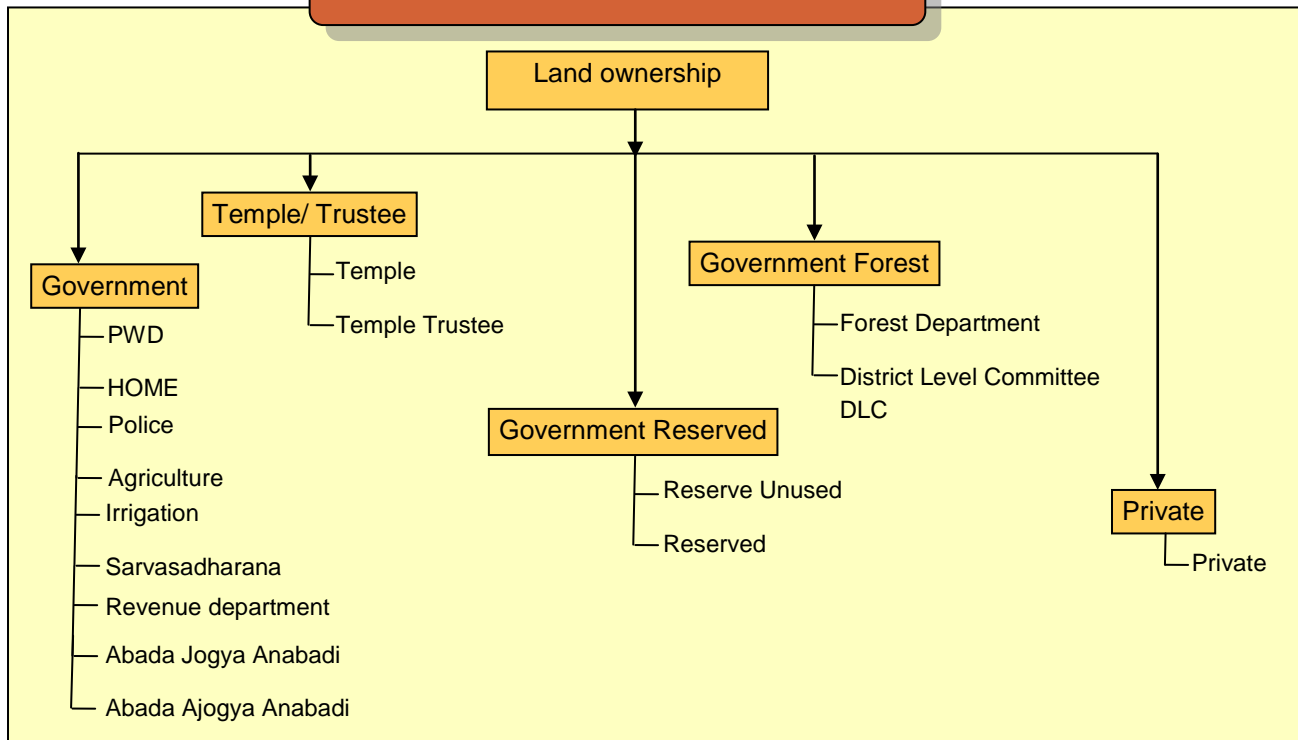 Land ownership
Temple/ Trustee
Temple
Temple Trustee
Government
PWD
HOME
Police
Agriculture
Irrigation
Sarvasadharana
Revenue department
Abada Jogya Anabadi
Abada Ajogya Anabadi
Government Reserved
Reserve Unused
Reserved
Government Forest
Forest Department
District Level Committee
DLC
Private
Private